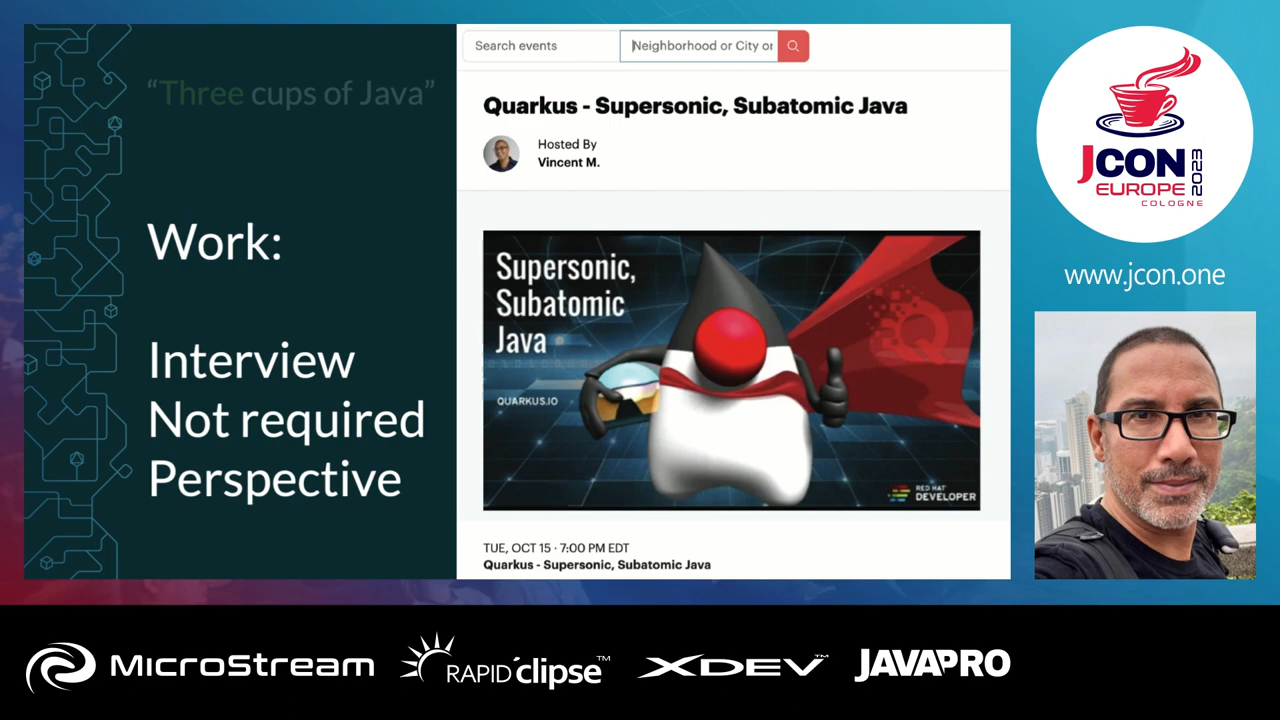 “Three cups of Java”
Work:
Interview
Not required
Perspective
Search events
Neighborhood or City or
Quarkus - Supersonic, Subatomic Java
Hosted By
Vincent M.
Supersonic,
Subatomic
Java
QUARKUS.IO
RED HAT
DEVELOPER
TUE, OCT 15 · 7:00 PM EDT
Quarkus - Supersonic, Subatomic Java
JCON
2023
EUROPE
COLOGNE
www.jcon.one
MICROSTREAM
RAPID'clipse™
XDEV™
JAVAPRO